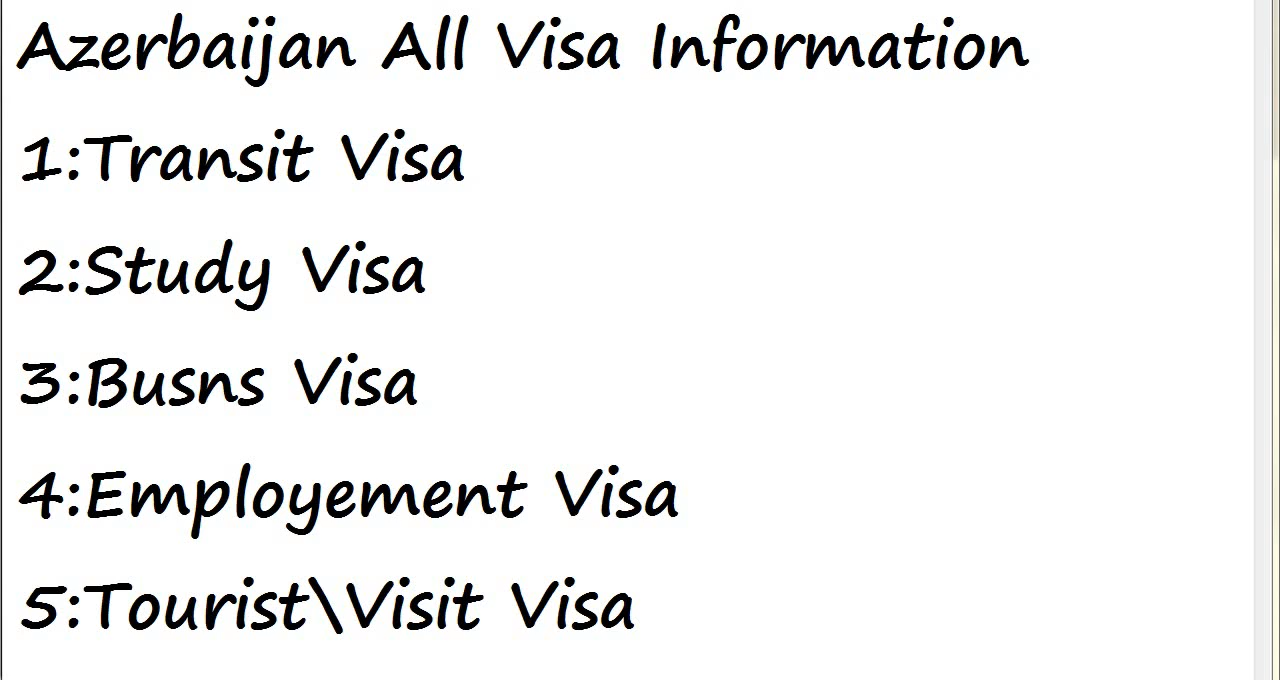 Azerbaijan All Visa Information
1:Transit Visa
2:Study Visa
3:Busns Visa
4:Employement Visa
5:Tourist\Visit Visa